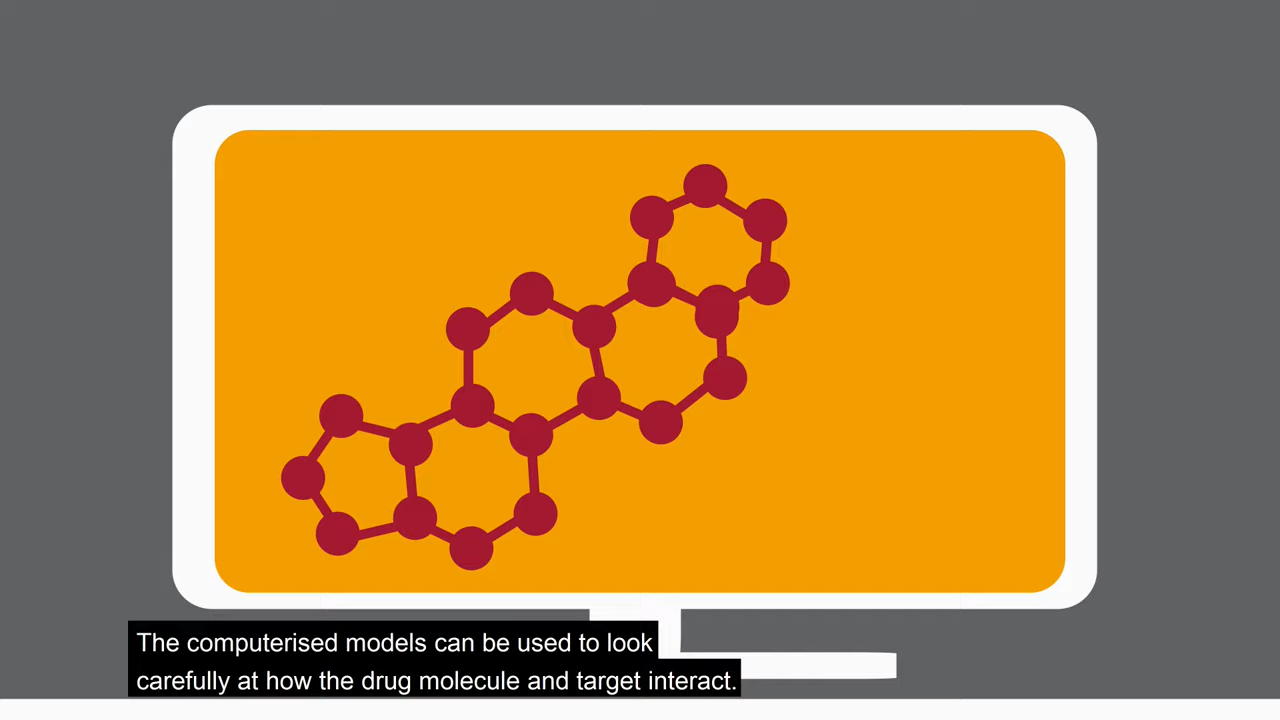 The computerised models can be used to look
carefully at how the drug molecule and target interact.